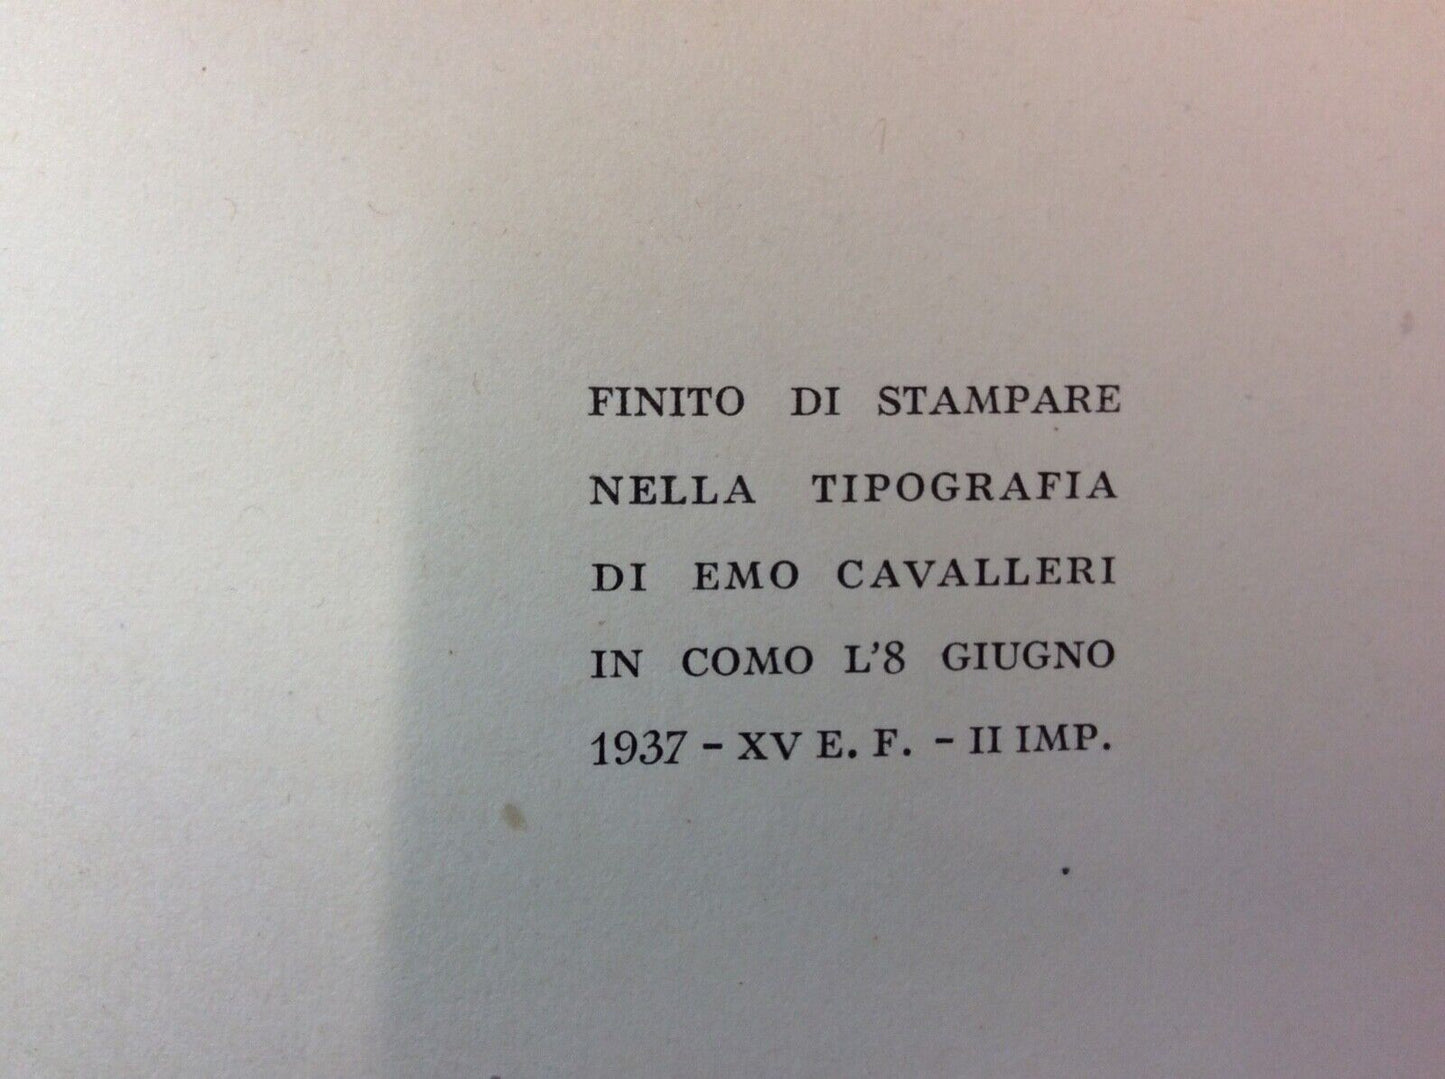 FINITO DI STAMPARE
NELLA TIPOGRAFIA
DI EMO CAVALLERI
IN COMO L'8 GIUGNO
1937 - XV E. F. - II IMP.